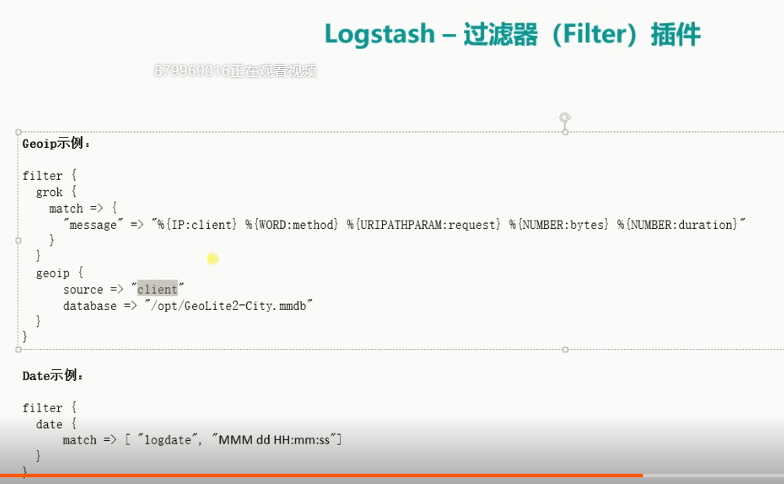 Logstash – 过滤器（Filter）插件
879960016正在观看视频
Geoip示例：
filter {
grok {
match => {
"message" => "%{IP:client} %{WORD:method} %{URIPATHPARAM:request} %{NUMBER:bytes} %{NUMBER:duration}"
}
}
geoip {
source => "client"
database => "/opt/GeoLite2-City.mmdb"
}
}
Date示例：
filter {
date {
match => [ "logdate", "MMM dd HH:mm:ss"]
}
}